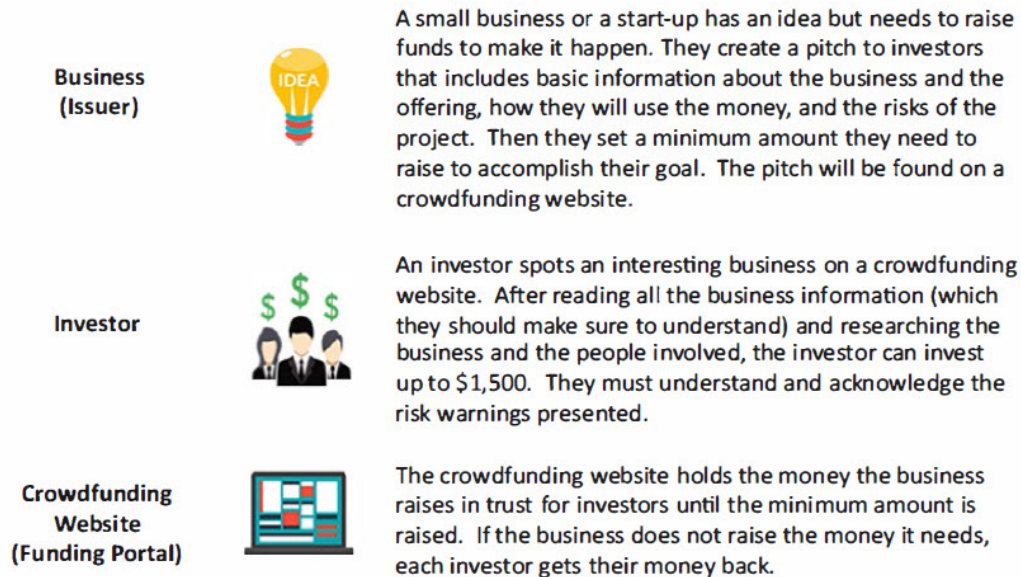 Business
(Issuer)
IDEA
A small business or a start-up has an idea but needs to raise
funds to make it happen. They create a pitch to investors
that includes basic information about the business and the
offering, how they will use the money, and the risks of the
project.  Then they set a minimum amount they need to
raise to accomplish their goal.  The pitch will be found on a
crowdfunding website.
Investor
$ $ $
An investor spots an interesting business on a crowdfunding
website.  After reading all the business information (which
they should make sure to understand) and researching the
business and the people involved, the investor can invest
up to $1,500.  They must understand and acknowledge the
risk warnings presented.
Crowdfunding
Website
(Funding Portal)
The crowdfunding website holds the money the business
raises in trust for investors until the minimum amount is
raised.  If the business does not raise the money it needs,
each investor gets their money back.